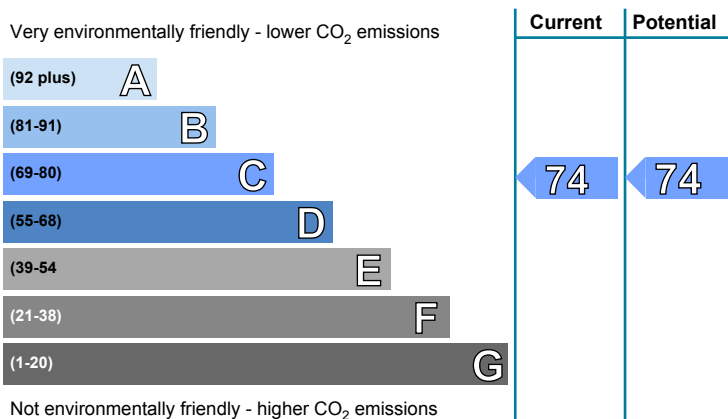 Very environmentally friendly - lower CO2 emissions
Current Potential
(92 plus) A
(81-91) B
(69-80) C 74 74
(55-68) D
(39-54 E
(21-38) F
(1-20) G
Not environmentally friendly - higher CO2 emissions